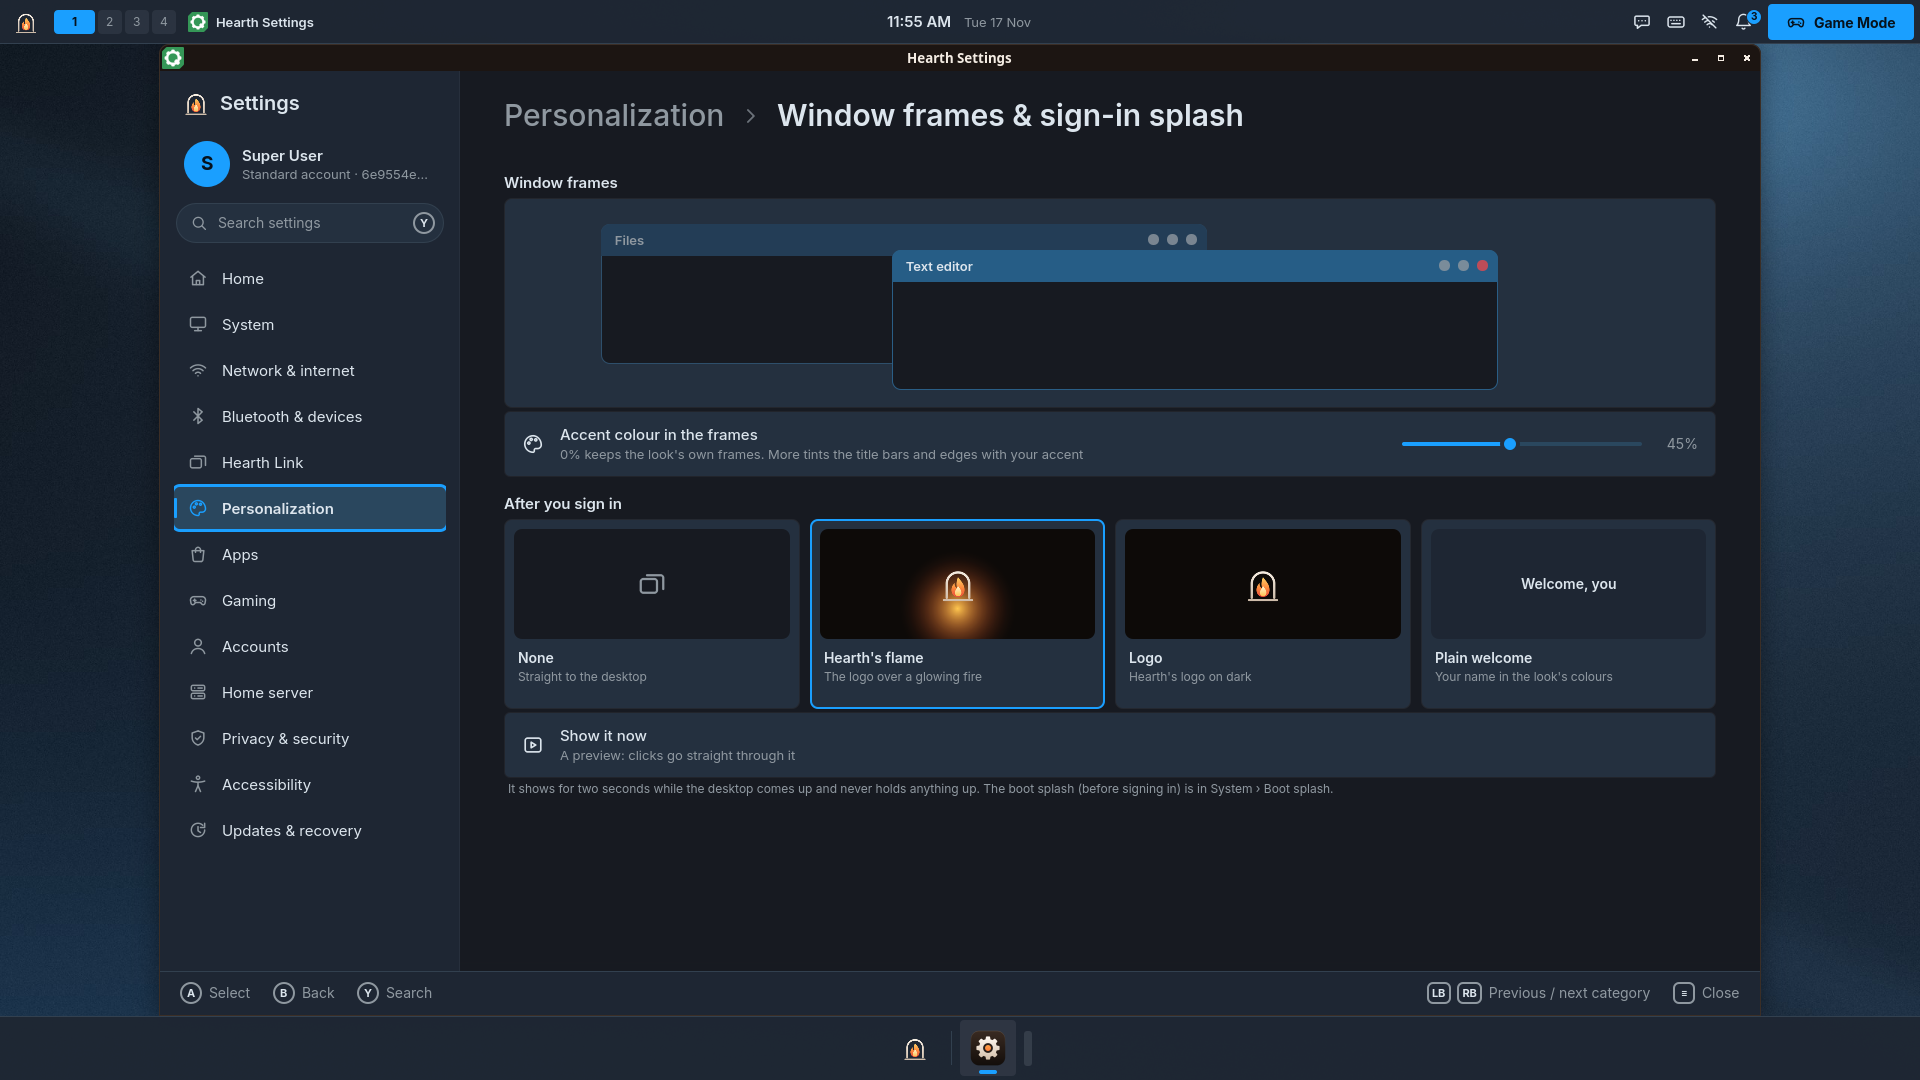 1
2
3
4
Hearth Settings
11:55 AM
Tue 17 Nov
3
Game Mode
Hearth Settings
Settings
S
Super User
Standard account · 6e9554e...
Search settings
Y
Home
System
Network & internet
Bluetooth & devices
Hearth Link
Personalization
Apps
Gaming
Accounts
Home server
Privacy & security
Accessibility
Updates & recovery
Personalization > Window frames & sign-in splash
Window frames
Files
Text editor
Accent colour in the frames
0% keeps the look's own frames. More tints the title bars and edges with your accent
45%
After you sign in
None
Straight to the desktop
Hearth's flame
The logo over a glowing fire
Logo
Hearth's logo on dark
Welcome, you
Plain welcome
Your name in the look's colours
Show it now
A preview: clicks go straight through it
It shows for two seconds while the desktop comes up and never holds anything up. The boot splash (before signing in) is in System › Boot splash.
A Select
B Back
Y Search
LB RB Previous / next category
≡ Close